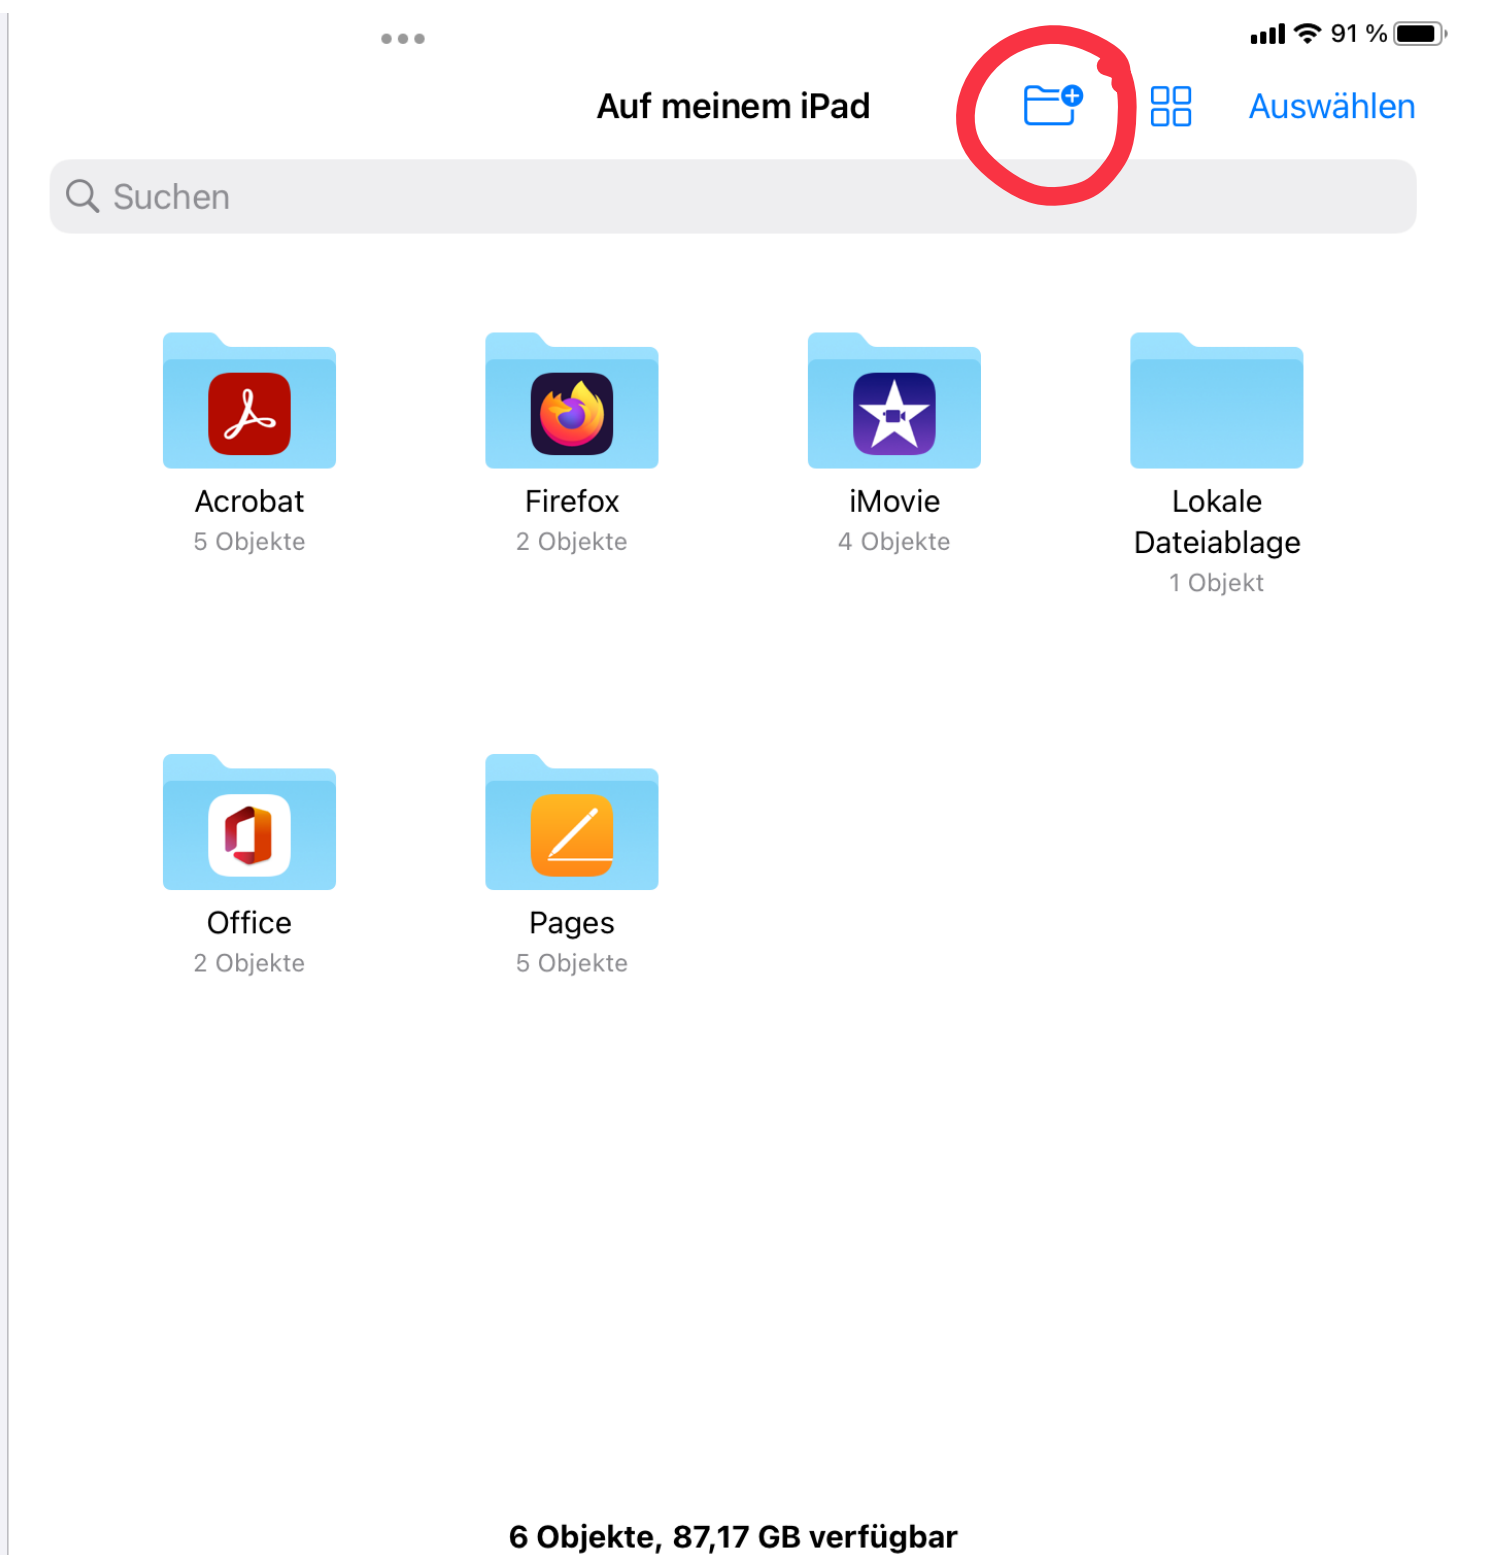 91 %
Auf meinem iPad
Auswählen
Suchen
Acrobat
5 Objekte
Firefox
2 Objekte
iMovie
4 Objekte
Lokale
Dateiablage
1 Objekt
Office
2 Objekte
Pages
5 Objekte
6 Objekte, 87,17 GB verfügbar